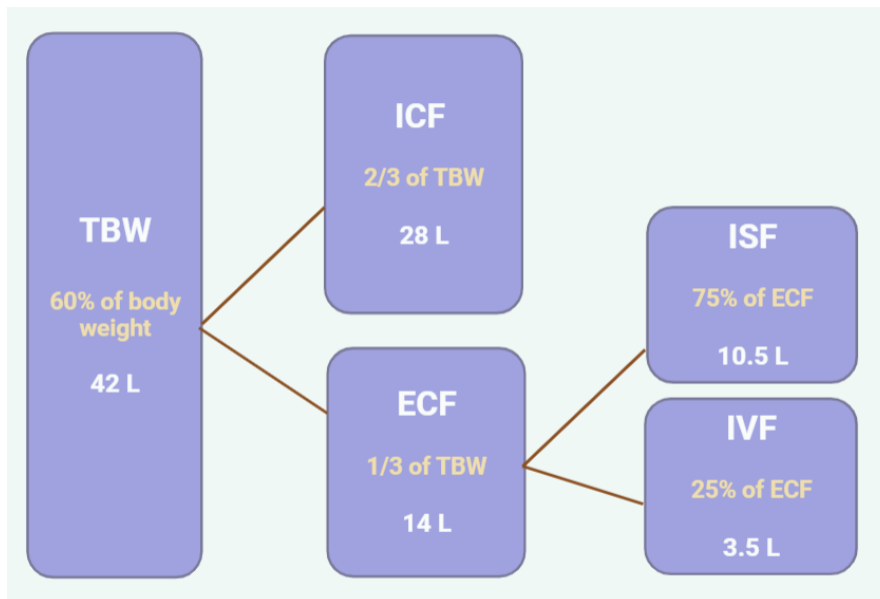 TBW
60% of body
weight
42 L
ICF
2/3 of TBW
28 L
ECF
1/3 of TBW
14 L
ISF
75% of ECF
10.5 L
IVF
25% of ECF
3.5 L